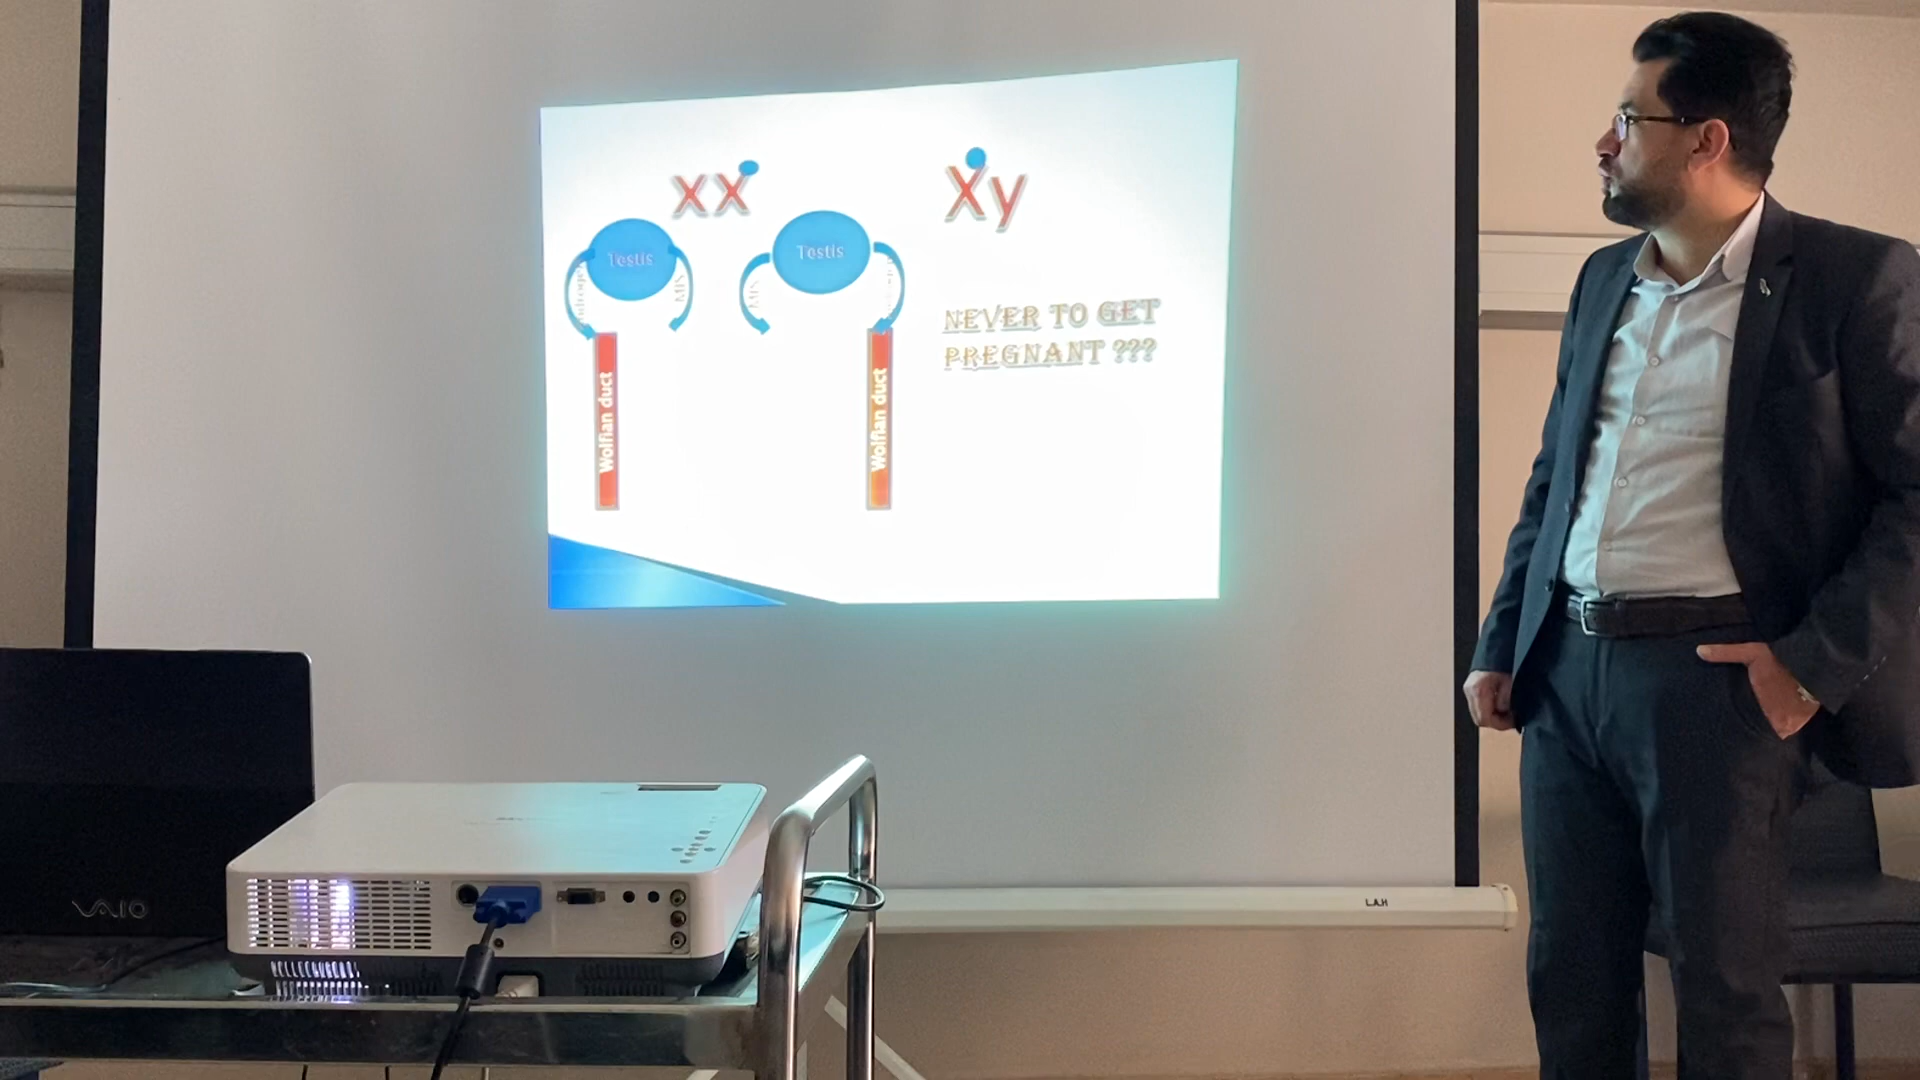 xx
Xy
Testis
Testis
MIS
MIS
Wolfian duct
Wolfian duct
NEVER TO GET
PREGNANT ???
VAIO